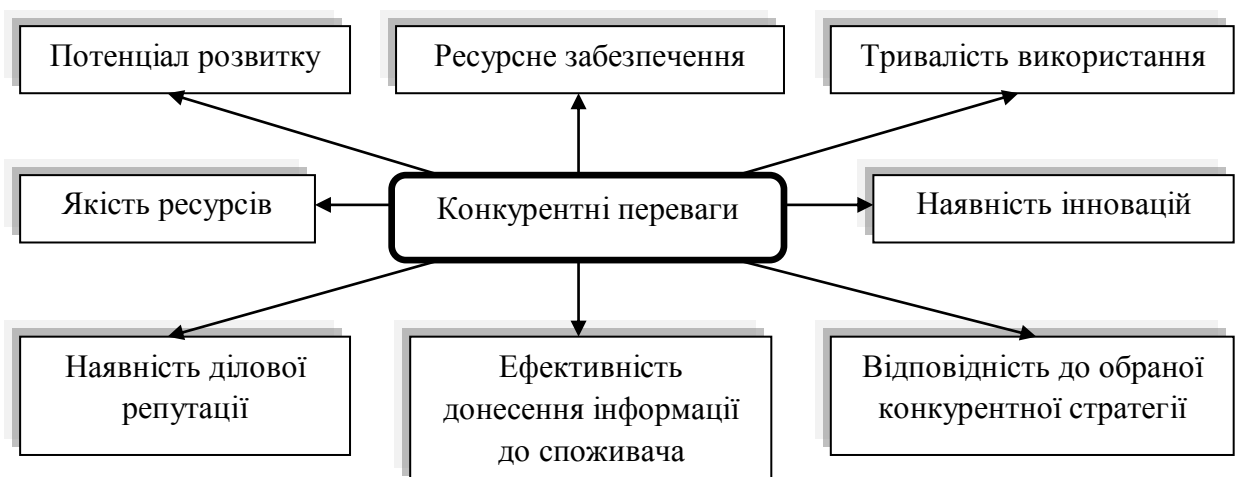 Потенціал розвитку
Ресурсне забезпечення
Тривалість використання
Якість ресурсів
Конкурентні переваги
Наявність інновацій
Наявність ділової
репутації
Ефективність
донесення інформації
до споживача
Відповідність до обраної
конкурентної стратегії